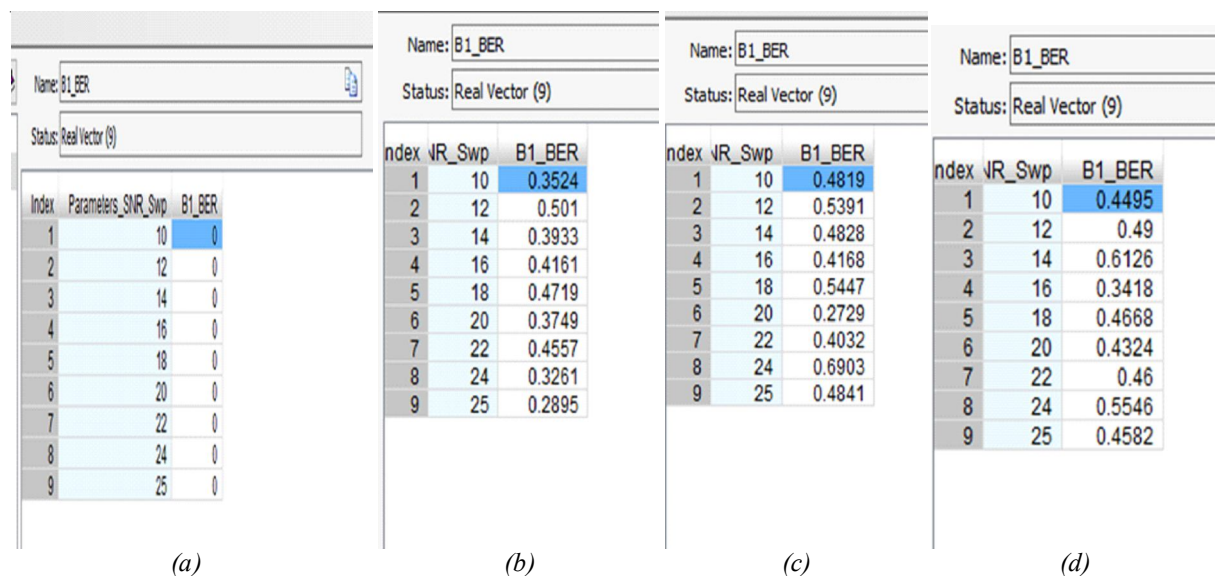 Name: B1_BER
Status: Real Vector (9)
Index Parameters_SNR_Swp B1_BER
1 10 0
2 12 0
3 14 0
4 16 0
5 18 0
6 20 0
7 22 0
8 24 0
9 25 0
(a)
Name: B1_BER
Status: Real Vector (9)
ndex NR_Swp B1_BER
1 10 0.3524
2 12 0.501
3 14 0.3933
4 16 0.4161
5 18 0.4719
6 20 0.3749
7 22 0.4557
8 24 0.3261
9 25 0.2895
(b)
Name: B1_BER
Status: Real Vector (9)
ndex NR_Swp B1_BER
1 10 0.4819
2 12 0.5391
3 14 0.4828
4 16 0.4168
5 18 0.5447
6 20 0.2729
7 22 0.4032
8 24 0.6903
9 25 0.4841
(c)
Name: B1_BER
Status: Real Vector (9)
ndex NR_Swp B1_BER
1 10 0.4495
2 12 0.49
3 14 0.6126
4 16 0.3418
5 18 0.4668
6 20 0.4324
7 22 0.46
8 24 0.5546
9 25 0.4582
(d)